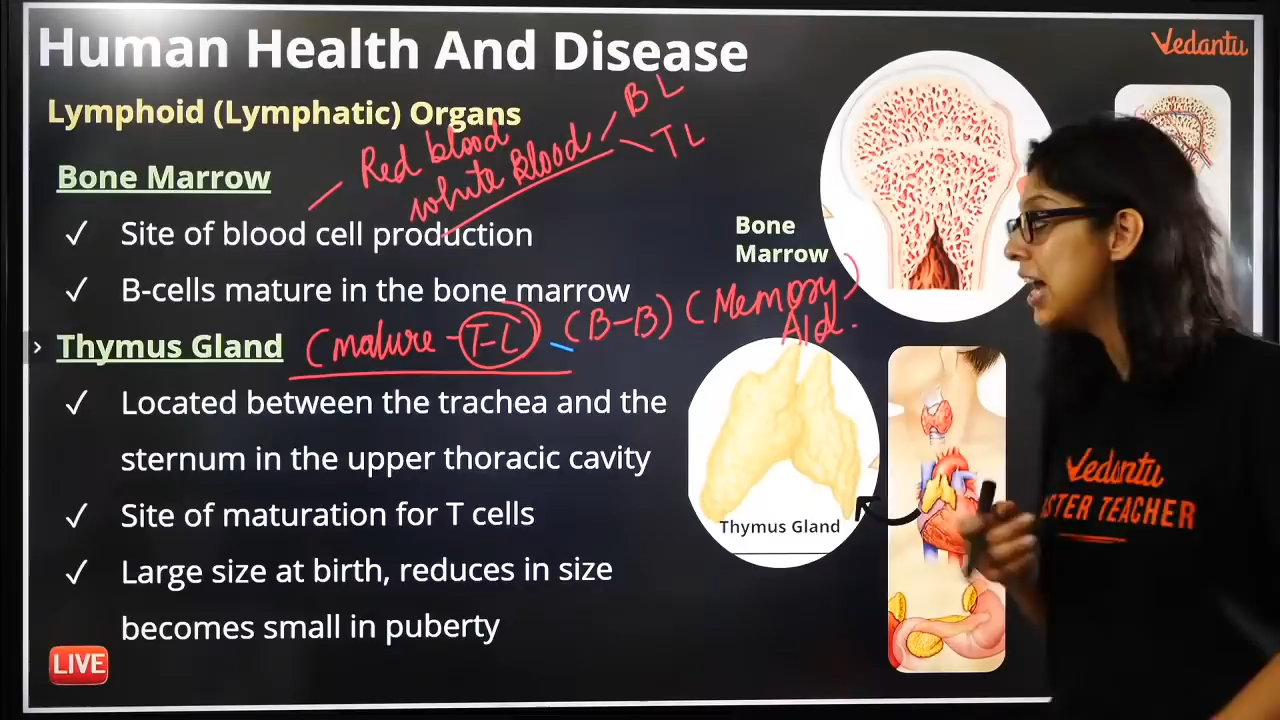 Human Health And Disease
Vedantu
Lymphoid (Lymphatic) Organs
Red blood
White Blood
BL
TL
Bone Marrow
✓ Site of blood cell production
✓ B-cells mature in the bone marrow
Bone
Marrow
Thymus Gland (mature - T-L) - (B-B) (Memory)
Aid.
✓ Located between the trachea and the
sternum in the upper thoracic cavity
✓ Site of maturation for T cells
✓ Large size at birth, reduces in size
becomes small in puberty
Thymus Gland
LIVE
Vedantu
STER TEACHER